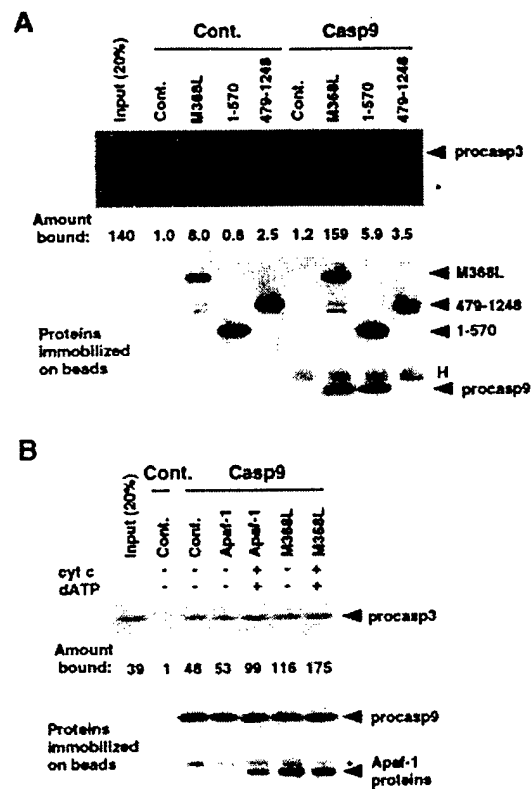 A
Cont. Casp9
Input (20%) Cont. M368L 1-570 479-1248 Cont. M368L 1-570 479-1248
procasp3
*
Amount bound: 140 1.0 8.0 0.8 2.5 1.2 159 5.9 3.5
M368L
479-1248
1-570
Proteins immobilized on beads
H
procasp9
B
Cont. Casp9
Input (20%) Cont. Cont. Apaf-1 Apaf-1 M368L M368L
cyt c - - - + - +
dATP - - - + - +
procasp3
Amount bound: 39 1 48 53 99 116 175
procasp9
Proteins immobilized on beads
*
Apaf-1 proteins